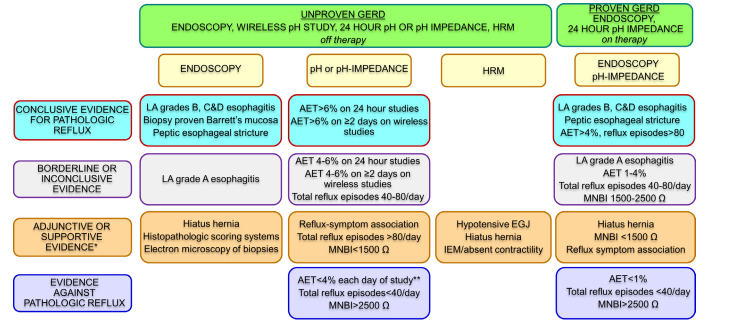 UNPROVEN GERD
ENDOSCOPY, WIRELESS pH STUDY, 24 HOUR pH OR pH IMPEDANCE, HRM
off therapy
PROVEN GERD
ENDOSCOPY,
24 HOUR pH IMPEDANCE
on therapy
ENDOSCOPY
pH or pH-IMPEDANCE
HRM
ENDOSCOPY
pH-IMPEDANCE
CONCLUSIVE EVIDENCE
FOR PATHOLOGIC
REFLUX
LA grades B, C&D esophagitis
Biopsy proven Barrett's mucosa
Peptic esophageal stricture
AET>6% on 24 hour studies
AET>6% on ≥2 days on wireless
studies
LA grades B, C&D esophagitis
Peptic esophageal stricture
AET>4%, reflux episodes>80
BORDERLINE OR
INCONCLUSIVE
EVIDENCE
LA grade A esophagitis
AET 4-6% on 24 hour studies
AET 4-6% on ≥2 days on
wireless studies
Total reflux episodes 40-80/day
LA grade A esophagitis
AET 1-4%
Total reflux episodes 40-80/day
MNBI 1500-2500 Ω
ADJUNCTIVE OR
SUPPORTIVE
EVIDENCE*
Hiatus hernia
Histopathologic scoring systems
Electron microscopy of biopsies
Reflux-symptom association
Total reflux episodes >80/day
MNBI<1500 Ω
Hypotensive EGJ
Hiatus hernia
IEM/absent contractility
Hiatus hernia
MNBI <1500 Ω
Reflux symptom association
EVIDENCE
AGAINST
PATHOLOGIC REFLUX
AET<4% each day of study**
Total reflux episodes<40/day
MNBI>2500 Ω
AET<1%
Total reflux episodes <40/day
MNBI>2500 Ω